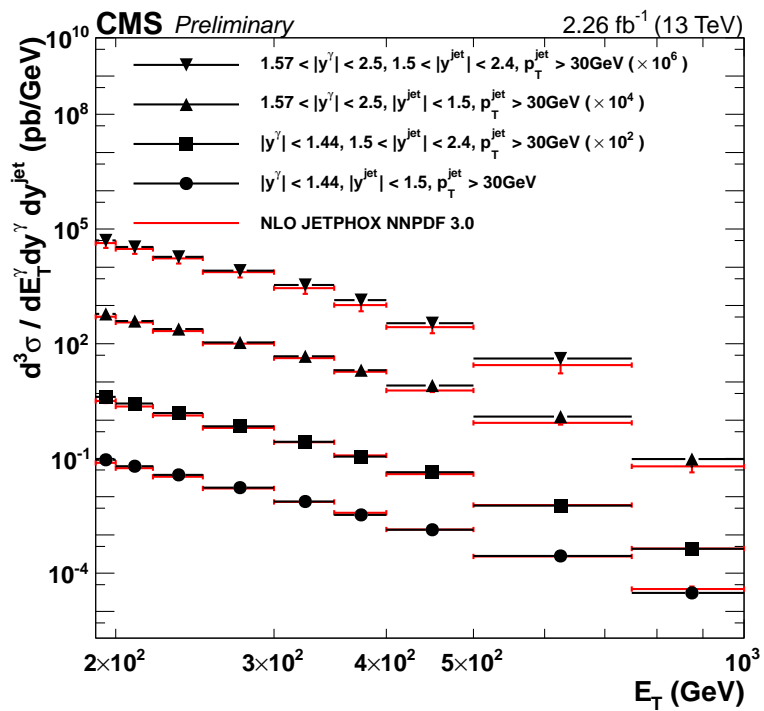 CMS Preliminary 2.26 fb⁻¹ (13 TeV)
d³σ / dE_T^γ dy^γ dy^jet (pb/GeV)
10¹⁰
10⁸
10⁵
10²
10⁻¹
10⁻⁴
1.57 < |y^γ| < 2.5, 1.5 < |y^jet| < 2.4, p_T^jet > 30GeV (× 10⁶)
1.57 < |y^γ| < 2.5, |y^jet| < 1.5, p_T^jet > 30GeV (× 10⁴)
|y^γ| < 1.44, 1.5 < |y^jet| < 2.4, p_T^jet > 30GeV (× 10²)
|y^γ| < 1.44, |y^jet| < 1.5, p_T^jet > 30GeV
NLO JETPHOX NNPDF 3.0
2×10² 3×10² 4×10² 5×10² 10³
E_T (GeV)